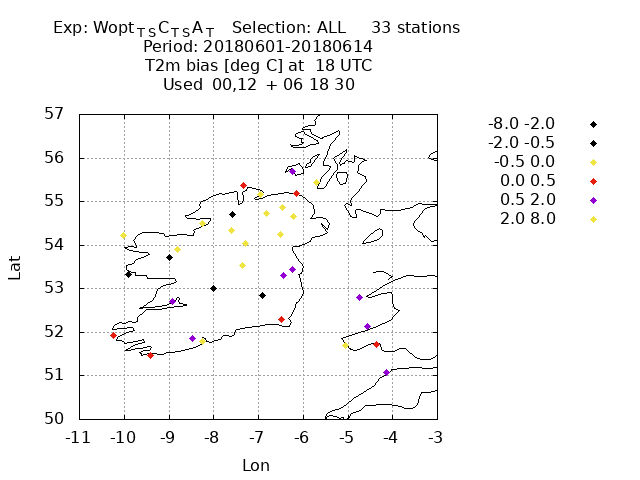 Exp: Wopt_TS C_TS A_T Selection: ALL 33 stations
Period: 20180601-20180614
T2m bias [deg C] at 18 UTC
Used 00,12 + 06 18 30
57
56
55
54
53
52
51
50
-11 -10 -9 -8 -7 -6 -5 -4 -3
Lat
Lon
-8.0 -2.0
-2.0 -0.5
-0.5 0.0
0.0 0.5
0.5 2.0
2.0 8.0